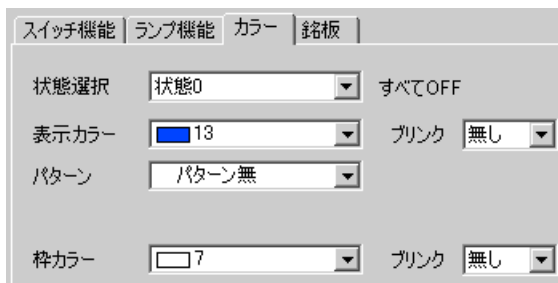 スイッチ機能 ランプ機能 カラー 銘板
状態選択 状態0 すべてOFF
表示カラー 13 ブリンク 無し
パターン パターン無
枠カラー 7 ブリンク 無し